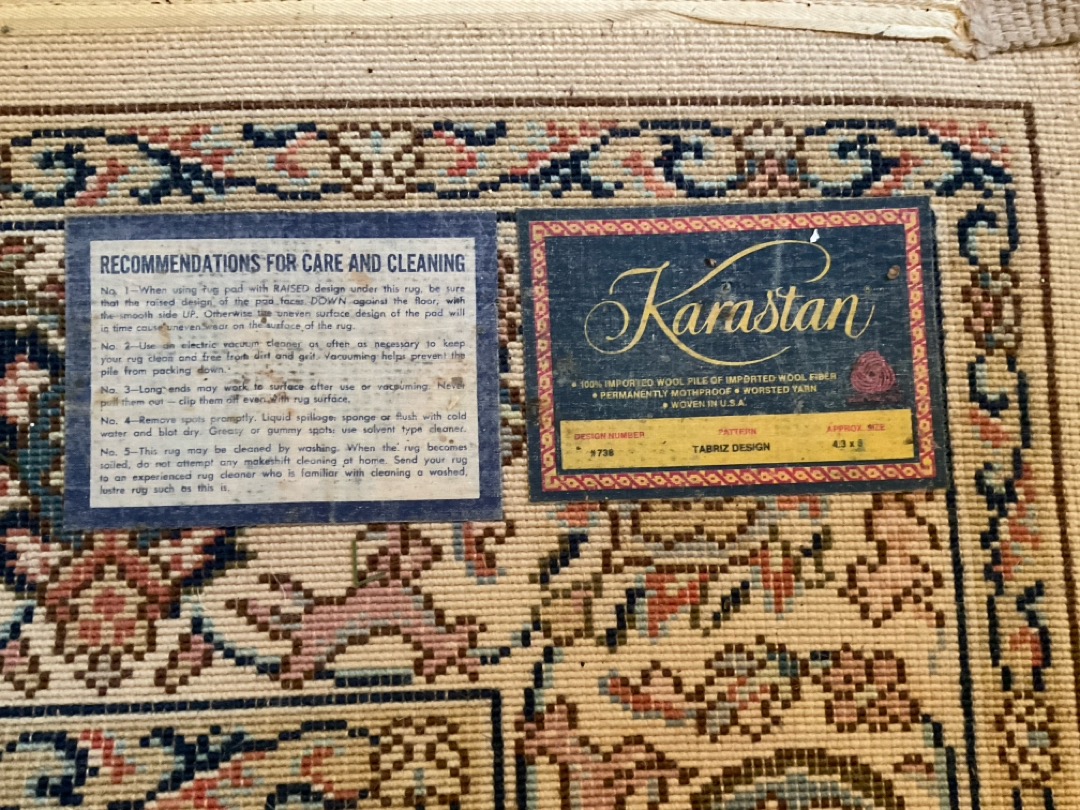 RECOMMENDATIONS FOR CARE AND CLEANING
No. 1—When using rug pad with RAISED design under this rug, be sure
that the raised design of the pad faces DOWN against the floor, with
the smooth side UP. Otherwise the uneven surface design of the pad will
in time cause uneven wear on the surface of the rug.
No. 2—Use an electric vacuum cleaner as often as necessary to keep
your rug clean and free from dirt and grit. Vacuuming helps prevent the
pile from packing down.
No. 3—Long ends may work to surface after use or vacuuming. Never
pull them out — clip them off even with rug surface.
No. 4—Remove spots promptly. Liquid spillage: sponge or flush with cold
water and blot dry. Greasy or gummy spots: use solvent type cleaner.
No. 5—This rug may be cleaned by washing. When the rug becomes
soiled, do not attempt any makeshift cleaning at home. Send your rug
to an experienced rug cleaner who is familiar with cleaning a washed,
lustre rug such as this is.
Karastan
• 100% IMPORTED WOOL PILE OF IMPORTED WOOL FIBER
• PERMANENTLY MOTHPROOF • WORSTED YARN
• WOVEN IN U.S.A.
DESIGN NUMBER PATTERN APPROX. SIZE
#738 TABRIZ DESIGN 4.3 x